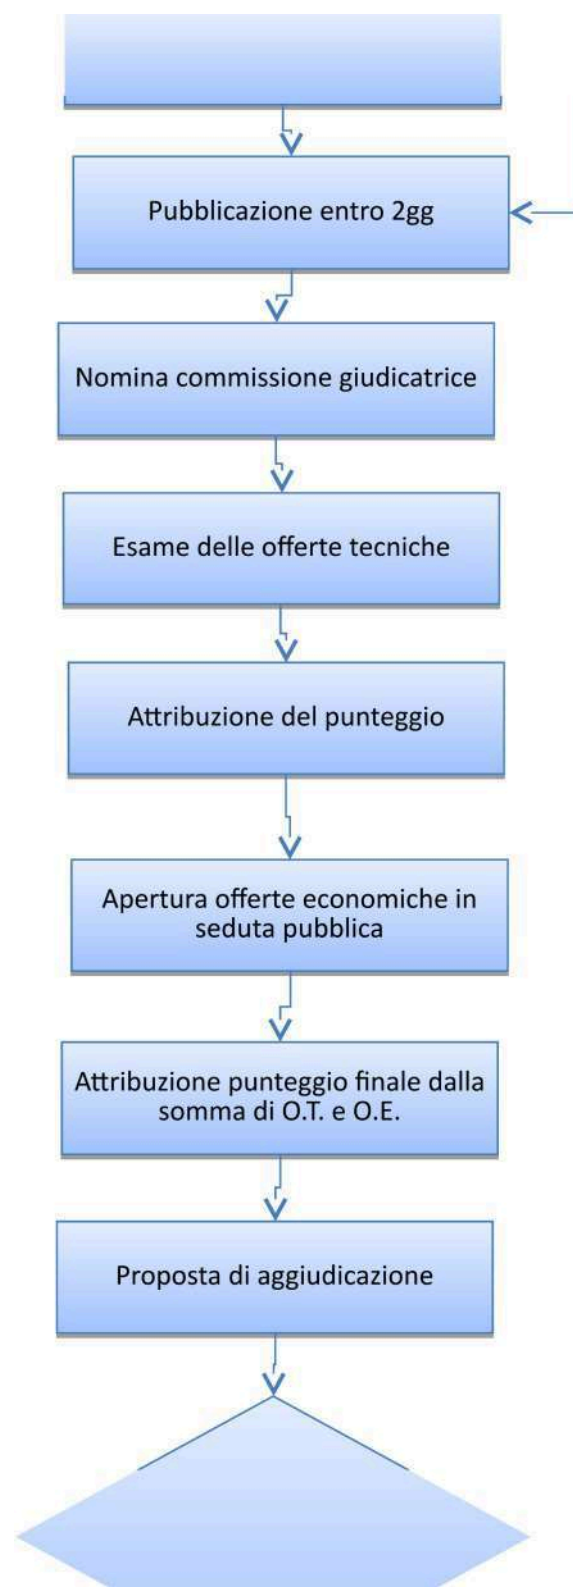 Pubblicazione entro 2gg
Nomina commissione giudicatrice
Esame delle offerte tecniche
Attribuzione del punteggio
Apertura offerte economiche in
seduta pubblica
Attribuzione punteggio finale dalla
somma di O.T. e O.E.
Proposta di aggiudicazione